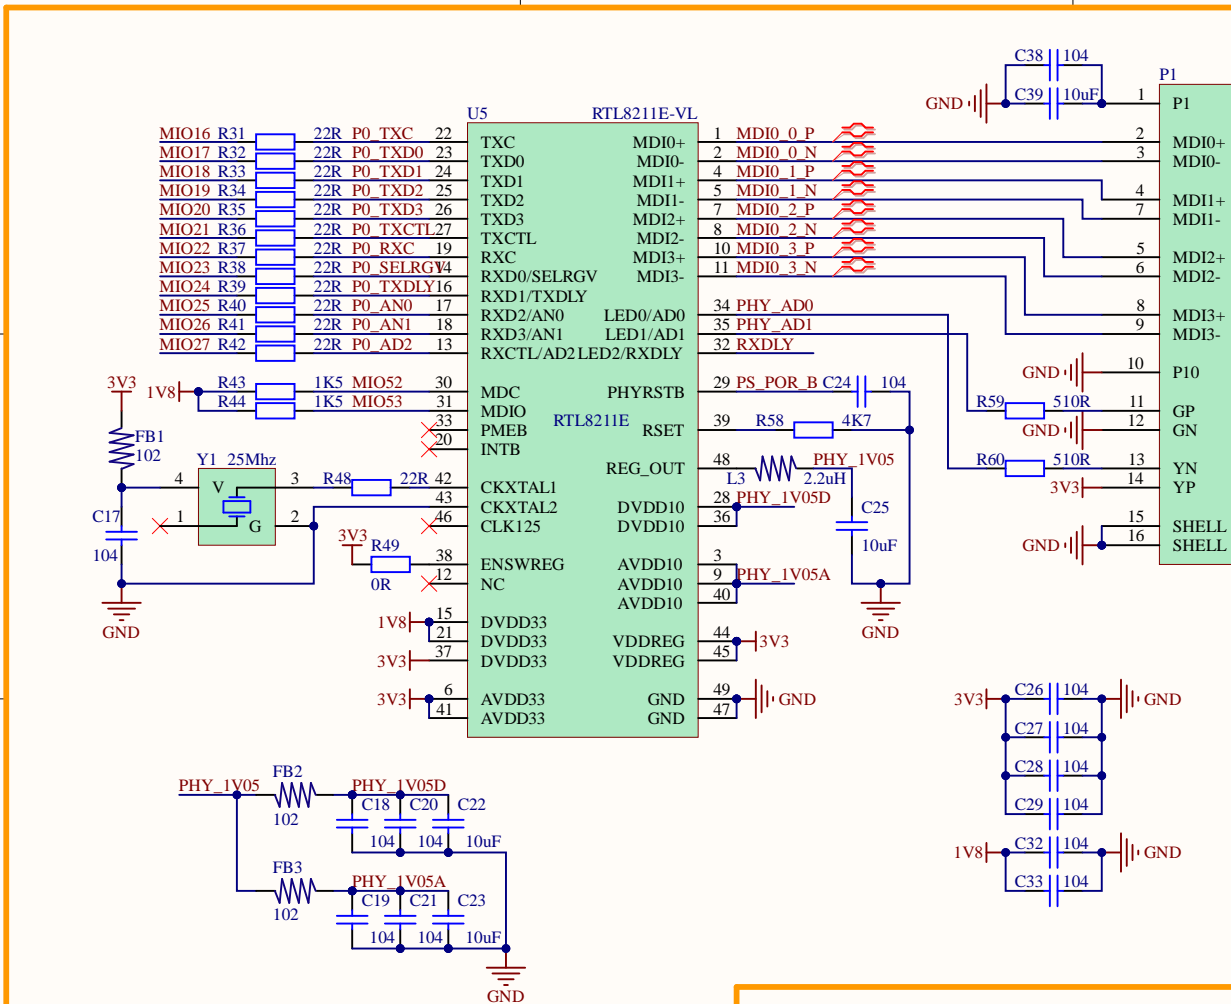 C38 104
GND C39 10uF
P1
1 P1
2 MDI0+
3 MDI0-
4 MDI1+
7 MDI1-
5 MDI2+
6 MDI2-
8 MDI3+
9 MDI3-
GND 10 P10
R59 510R 11 GP
GND 12 GN
R60 510R 13 YN
3V3 14 YP
15 SHELL
GND 16 SHELL
U5 RTL8211E-VL
MIO16 R31 22R P0_TXC 22 TXC
MIO17 R32 22R P0_TXD0 23 TXD0
MIO18 R33 22R P0_TXD1 24 TXD1
MIO19 R34 22R P0_TXD2 25 TXD2
MIO20 R35 22R P0_TXD3 26 TXD3
MIO21 R36 22R P0_TXCTL 27 TXCTL
MIO22 R37 22R P0_RXC 19 RXC
MIO23 R38 22R P0_SELRGV 14 RXD0/SELRGV
MIO24 R39 22R P0_TXDLY 16 RXD1/TXDLY
MIO25 R40 22R P0_AN0 17 RXD2/AN0
MIO26 R41 22R P0_AN1 18 RXD3/AN1
MIO27 R42 22R P0_AD2 13 RXCTL/AD2
1V8 R43 1K5 MIO52 30 MDC
R44 1K5 MIO53 31 MDIO
33 PMEB
20 INTB
RTL8211E
3V3
FB1
102
Y1 25Mhz
4 V 3 R48 22R 42 CKXTAL1
43 CKXTAL2
1 G 2
46 CLK125
C17
104
GND
3V3 R49 38 ENSWREG
0R
12 NC
1V8 15 DVDD33
21 DVDD33
3V3 37 DVDD33
3V3 6 AVDD33
41 AVDD33
MDI0+ 1 MDI0_0_P
MDI0- 2 MDI0_0_N
MDI1+ 4 MDI0_1_P
MDI1- 5 MDI0_1_N
MDI2+ 7 MDI0_2_P
MDI2- 8 MDI0_2_N
MDI3+ 10 MDI0_3_P
MDI3- 11 MDI0_3_N
LED0/AD0 34 PHY_AD0
LED1/AD1 35 PHY_AD1
LED2/RXDLY 32 RXDLY
PHYRSTB 29 PS_POR_B C24 104
RSET 39 R58 4K7
REG_OUT 48 L3 2.2uH PHY_1V05
DVDD10 28 PHY_1V05D
DVDD10 36
C25
10uF
AVDD10 3
AVDD10 9 PHY_1V05A
AVDD10 40
GND
VDDREG 44 3V3
VDDREG 45
GND 49 GND
GND 47
PHY_1V05 FB2 PHY_1V05D
102
C18 C20 C22
104 104 10uF
FB3 PHY_1V05A
102
C19 C21 C23
104 104 10uF
GND
3V3 C26 104 GND
C27 104
C28 104
C29 104
1V8 C32 104 GND
C33 104